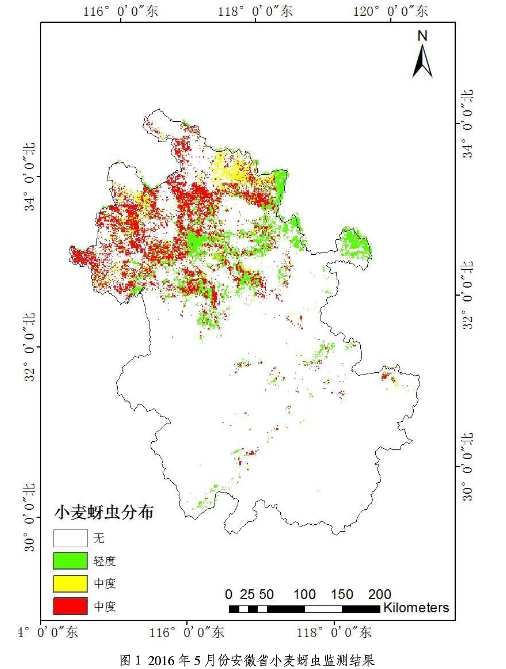 116° 0'0"东
118° 0'0"东
120° 0'0"东
N
34° 0'0"北
34° 0'0"北
32° 0'0"北
32° 0'0"北
30° 0'0"北
30° 0'0"北
小麦蚜虫分布
无
轻度
中度
中度
0 25 50 100 150 200
Kilometers
4° 0'0"东
116° 0'0"东
118° 0'0"东
图 1 2016 年 5 月份安徽省小麦蚜虫监测结果